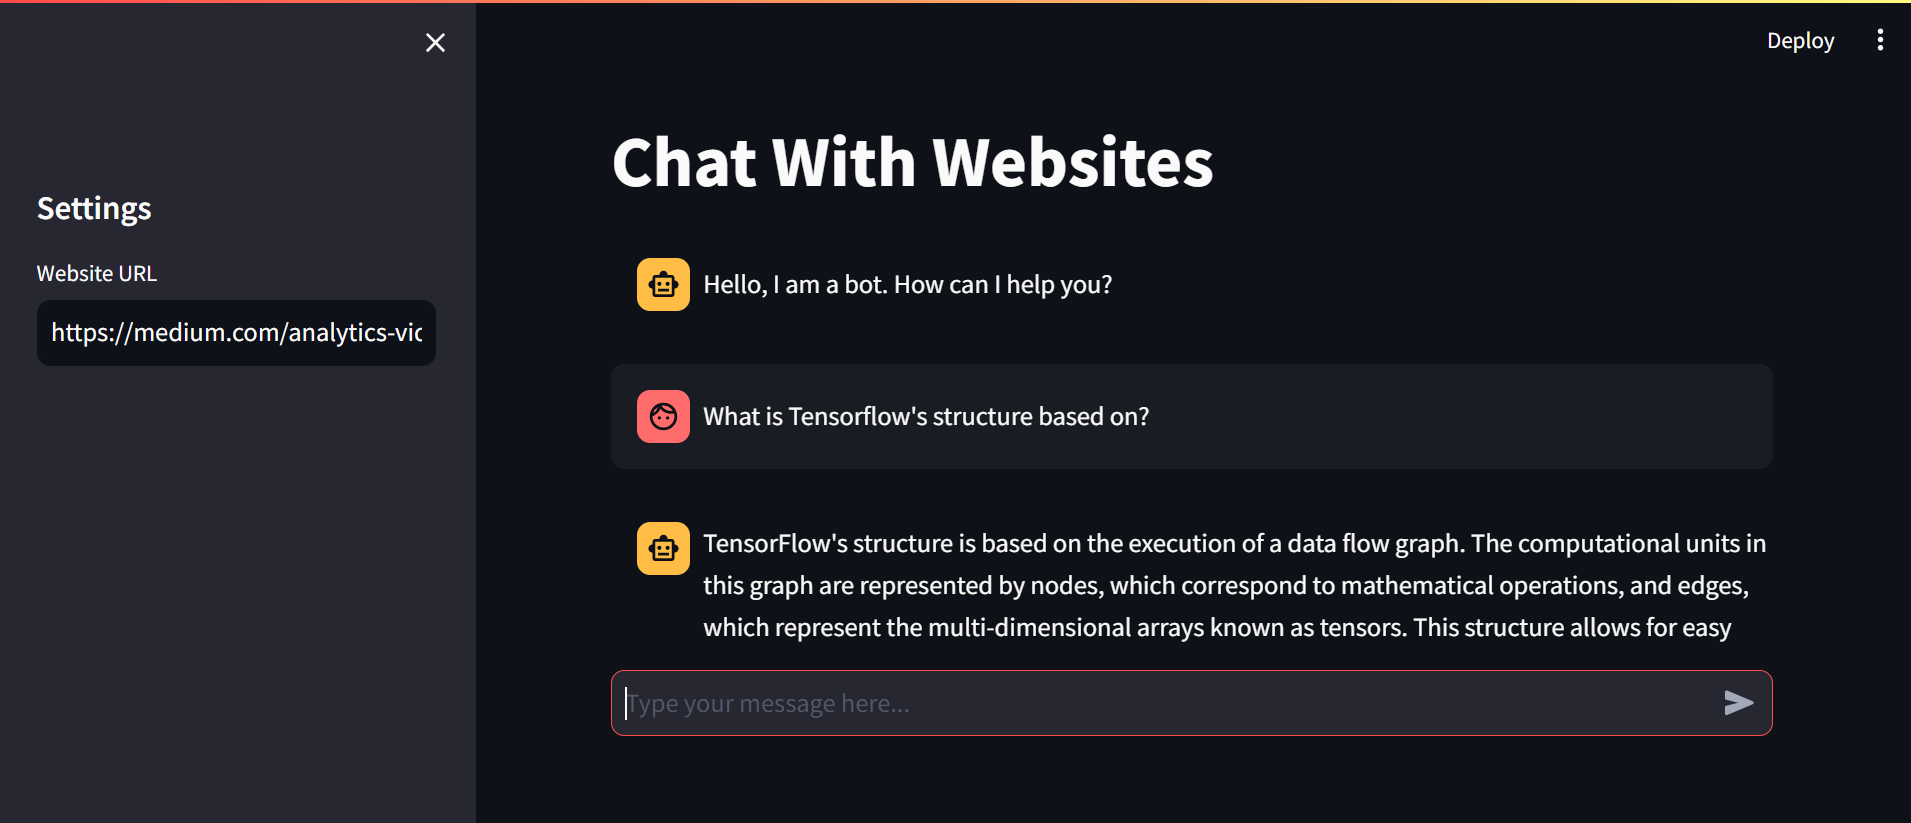 Deploy
Settings
Website URL
https://medium.com/analytics-vic
Chat With Websites
Hello, I am a bot. How can I help you?
What is Tensorflow's structure based on?
TensorFlow's structure is based on the execution of a data flow graph. The computational units in
this graph are represented by nodes, which correspond to mathematical operations, and edges,
which represent the multi-dimensional arrays known as tensors. This structure allows for easy
Type your message here...